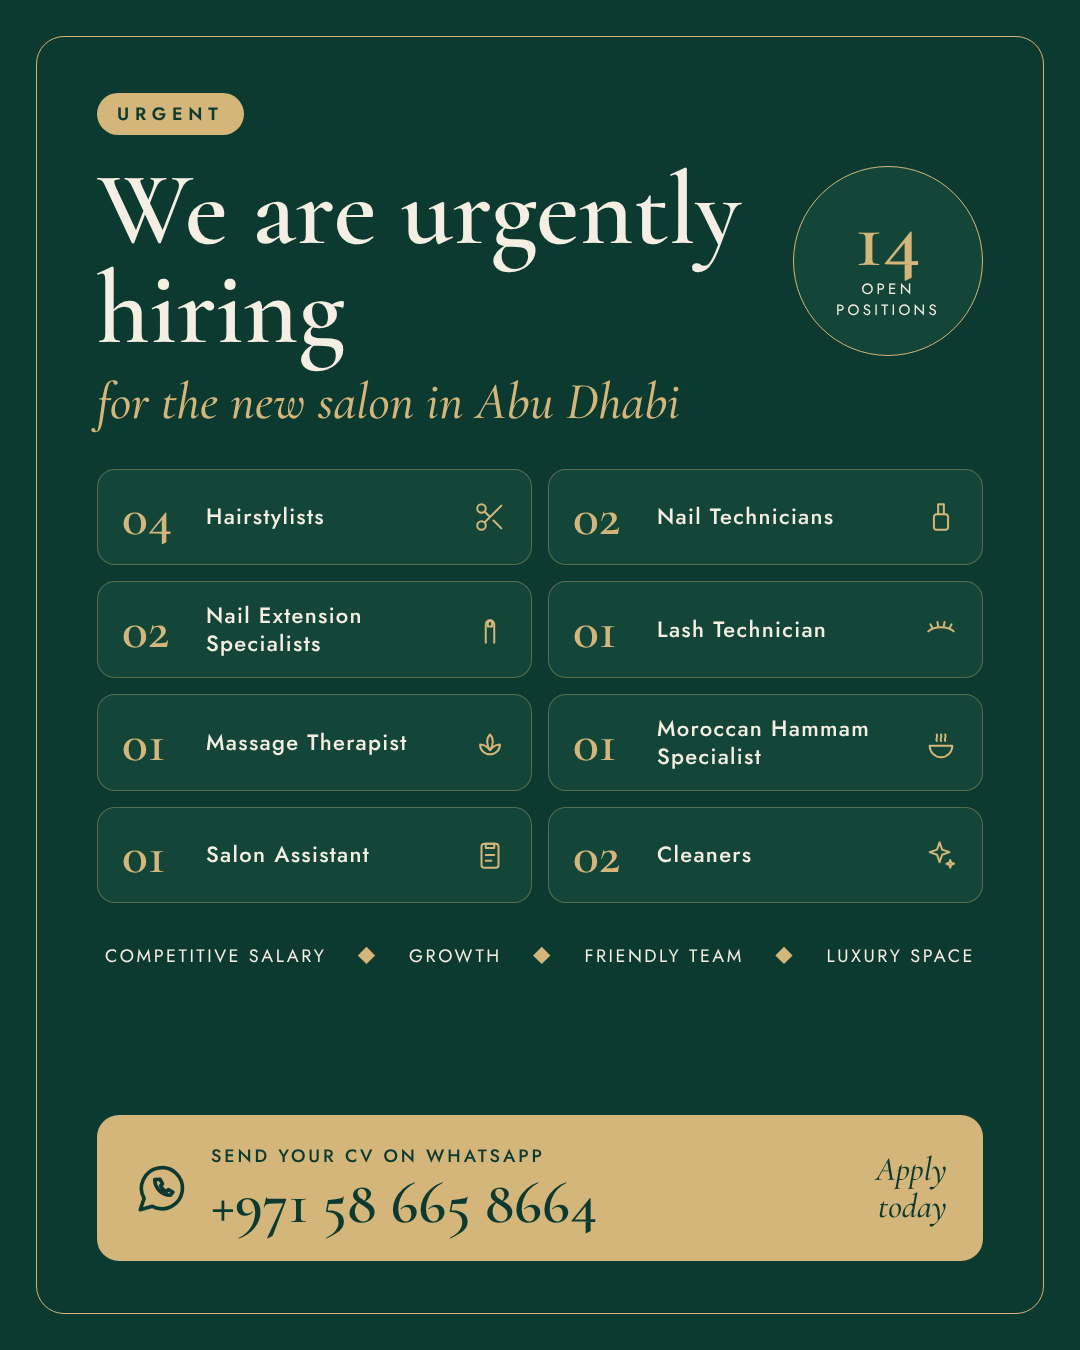 URGENT
We are urgently
hiring
for the new salon in Abu Dhabi
14
OPEN
POSITIONS
04 Hairstylists
02 Nail Technicians
02 Nail Extension
Specialists
01 Lash Technician
01 Massage Therapist
01 Moroccan Hammam
Specialist
01 Salon Assistant
02 Cleaners
COMPETITIVE SALARY ◆ GROWTH ◆ FRIENDLY TEAM ◆ LUXURY SPACE
SEND YOUR CV ON WHATSAPP
+971 58 665 8664
Apply
today